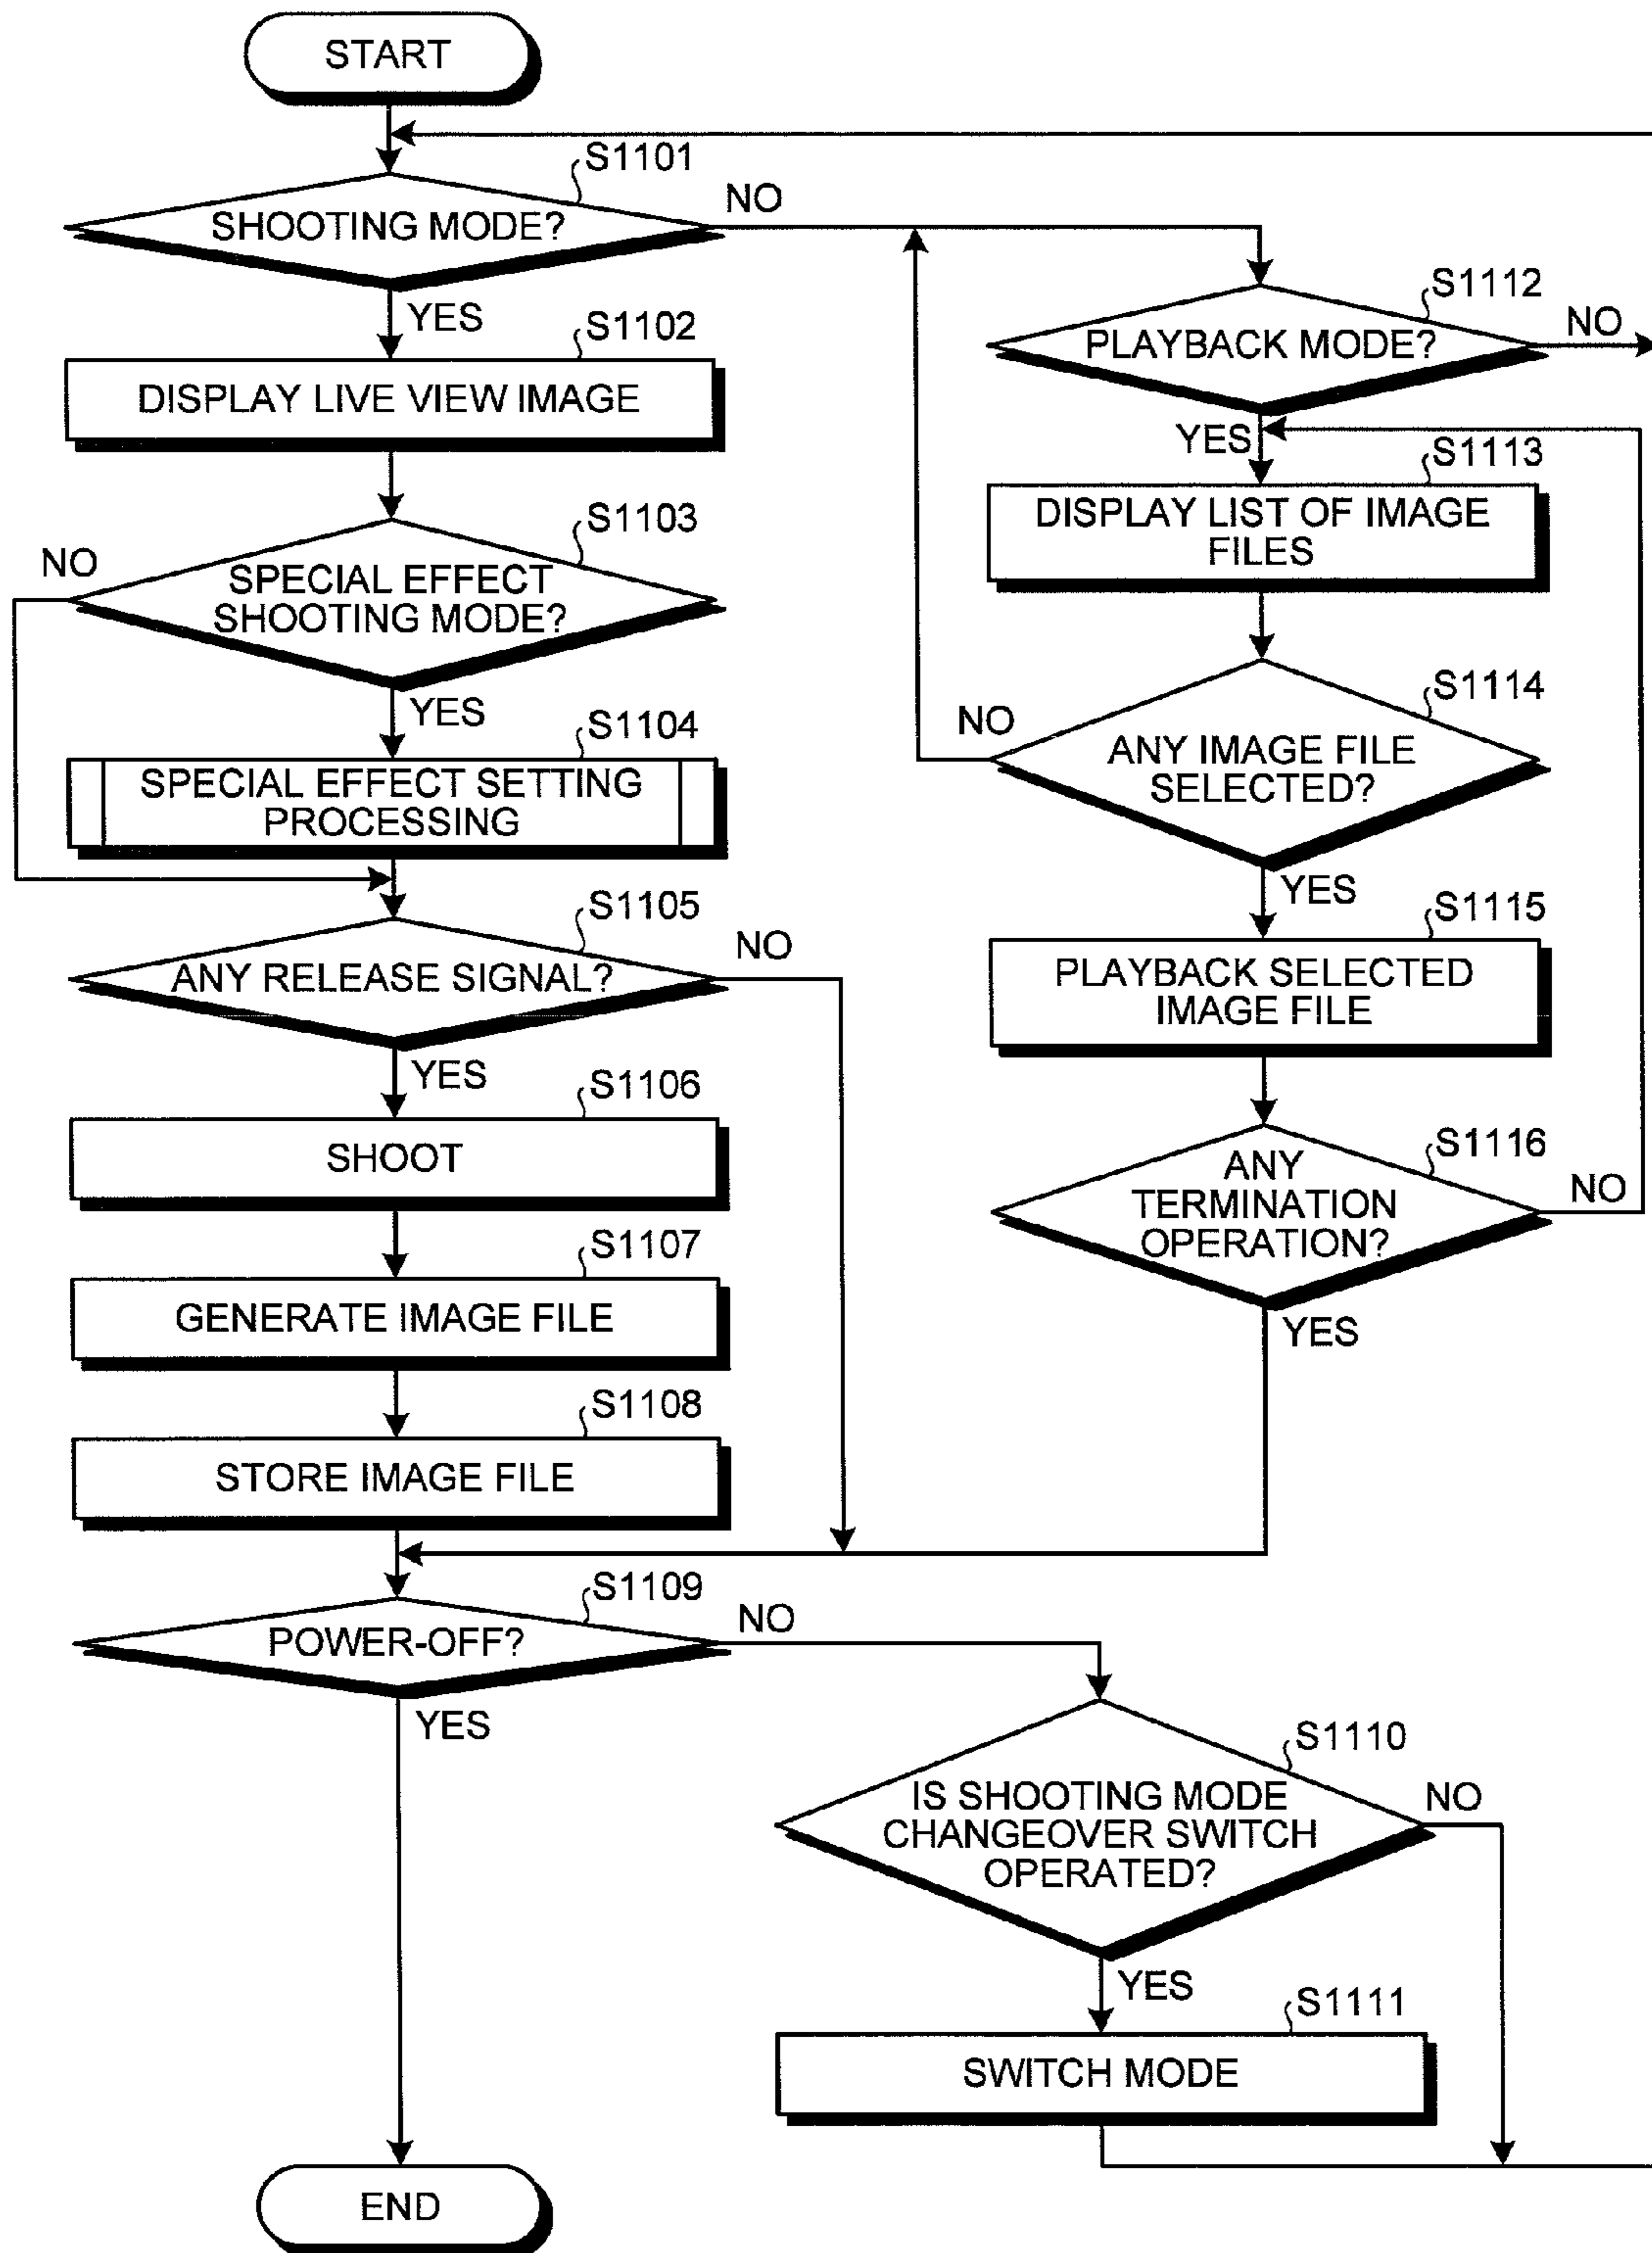 START
S1101
SHOOTING MODE?
NO
YES
S1102
DISPLAY LIVE VIEW IMAGE
S1103
NO
SPECIAL EFFECT
SHOOTING MODE?
YES
S1104
SPECIAL EFFECT SETTING
PROCESSING
S1105
NO
ANY RELEASE SIGNAL?
YES
S1106
SHOOT
S1107
GENERATE IMAGE FILE
S1108
STORE IMAGE FILE
S1109
NO
POWER-OFF?
YES
END
S1112
NO
PLAYBACK MODE?
YES
S1113
DISPLAY LIST OF IMAGE
FILES
S1114
NO
ANY IMAGE FILE
SELECTED?
YES
S1115
PLAYBACK SELECTED
IMAGE FILE
S1116
ANY
TERMINATION
OPERATION?
NO
YES
S1110
IS SHOOTING MODE
CHANGEOVER SWITCH
OPERATED?
NO
YES
S1111
SWITCH MODE